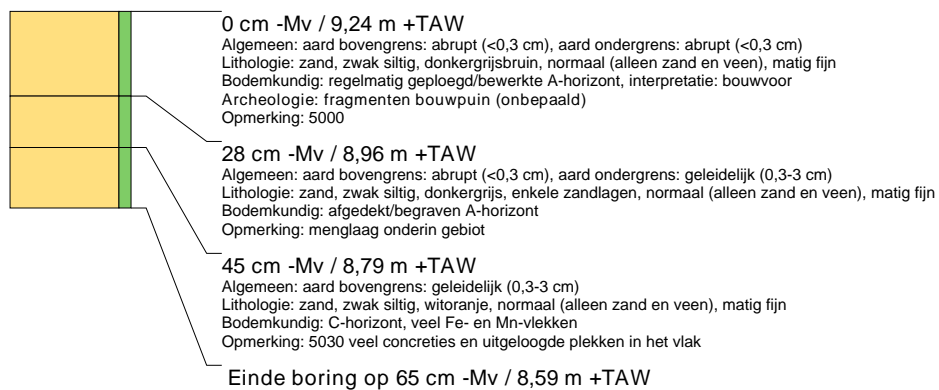 0 cm -Mv / 9,24 m +TAW
Algemeen: aard bovengrens: abrupt (<0,3 cm), aard ondergrens: abrupt (<0,3 cm)
Lithologie: zand, zwak siltig, donkergrijsbruin, normaal (alleen zand en veen), matig fijn
Bodemkundig: regelmatig geploegd/bewerkte A-horizont, interpretatie: bouwvoor
Archeologie: fragmenten bouwpuin (onbepaald)
Opmerking: 5000
28 cm -Mv / 8,96 m +TAW
Algemeen: aard bovengrens: abrupt (<0,3 cm), aard ondergrens: geleidelijk (0,3-3 cm)
Lithologie: zand, zwak siltig, donkergrijs, enkele zandlagen, normaal (alleen zand en veen), matig fijn
Bodemkundig: afgedekt/begraven A-horizont
Opmerking: menglaag onderin gebiot
45 cm -Mv / 8,79 m +TAW
Algemeen: aard bovengrens: geleidelijk (0,3-3 cm)
Lithologie: zand, zwak siltig, witoranje, normaal (alleen zand en veen), matig fijn
Bodemkundig: C-horizont, veel Fe- en Mn-vlekken
Opmerking: 5030 veel concreties en uitgeloogde plekken in het vlak
Einde boring op 65 cm -Mv / 8,59 m +TAW